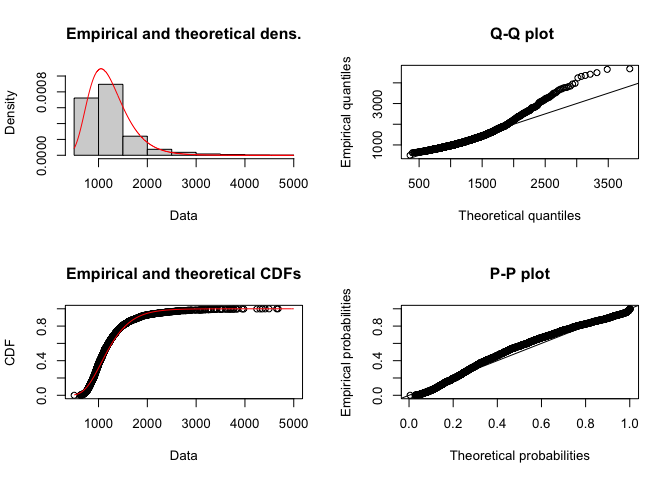 Empirical and theoretical dens.
Density
0.0000 0.0008
1000 2000 3000 4000 5000
Data
Q-Q plot
Empirical quantiles
1000 3000
500 1500 2500 3500
Theoretical quantiles
Empirical and theoretical CDFs
CDF
0.0 0.4 0.8
1000 2000 3000 4000 5000
Data
P-P plot
Empirical probabilities
0.0 0.4 0.8
0.0 0.2 0.4 0.6 0.8 1.0
Theoretical probabilities